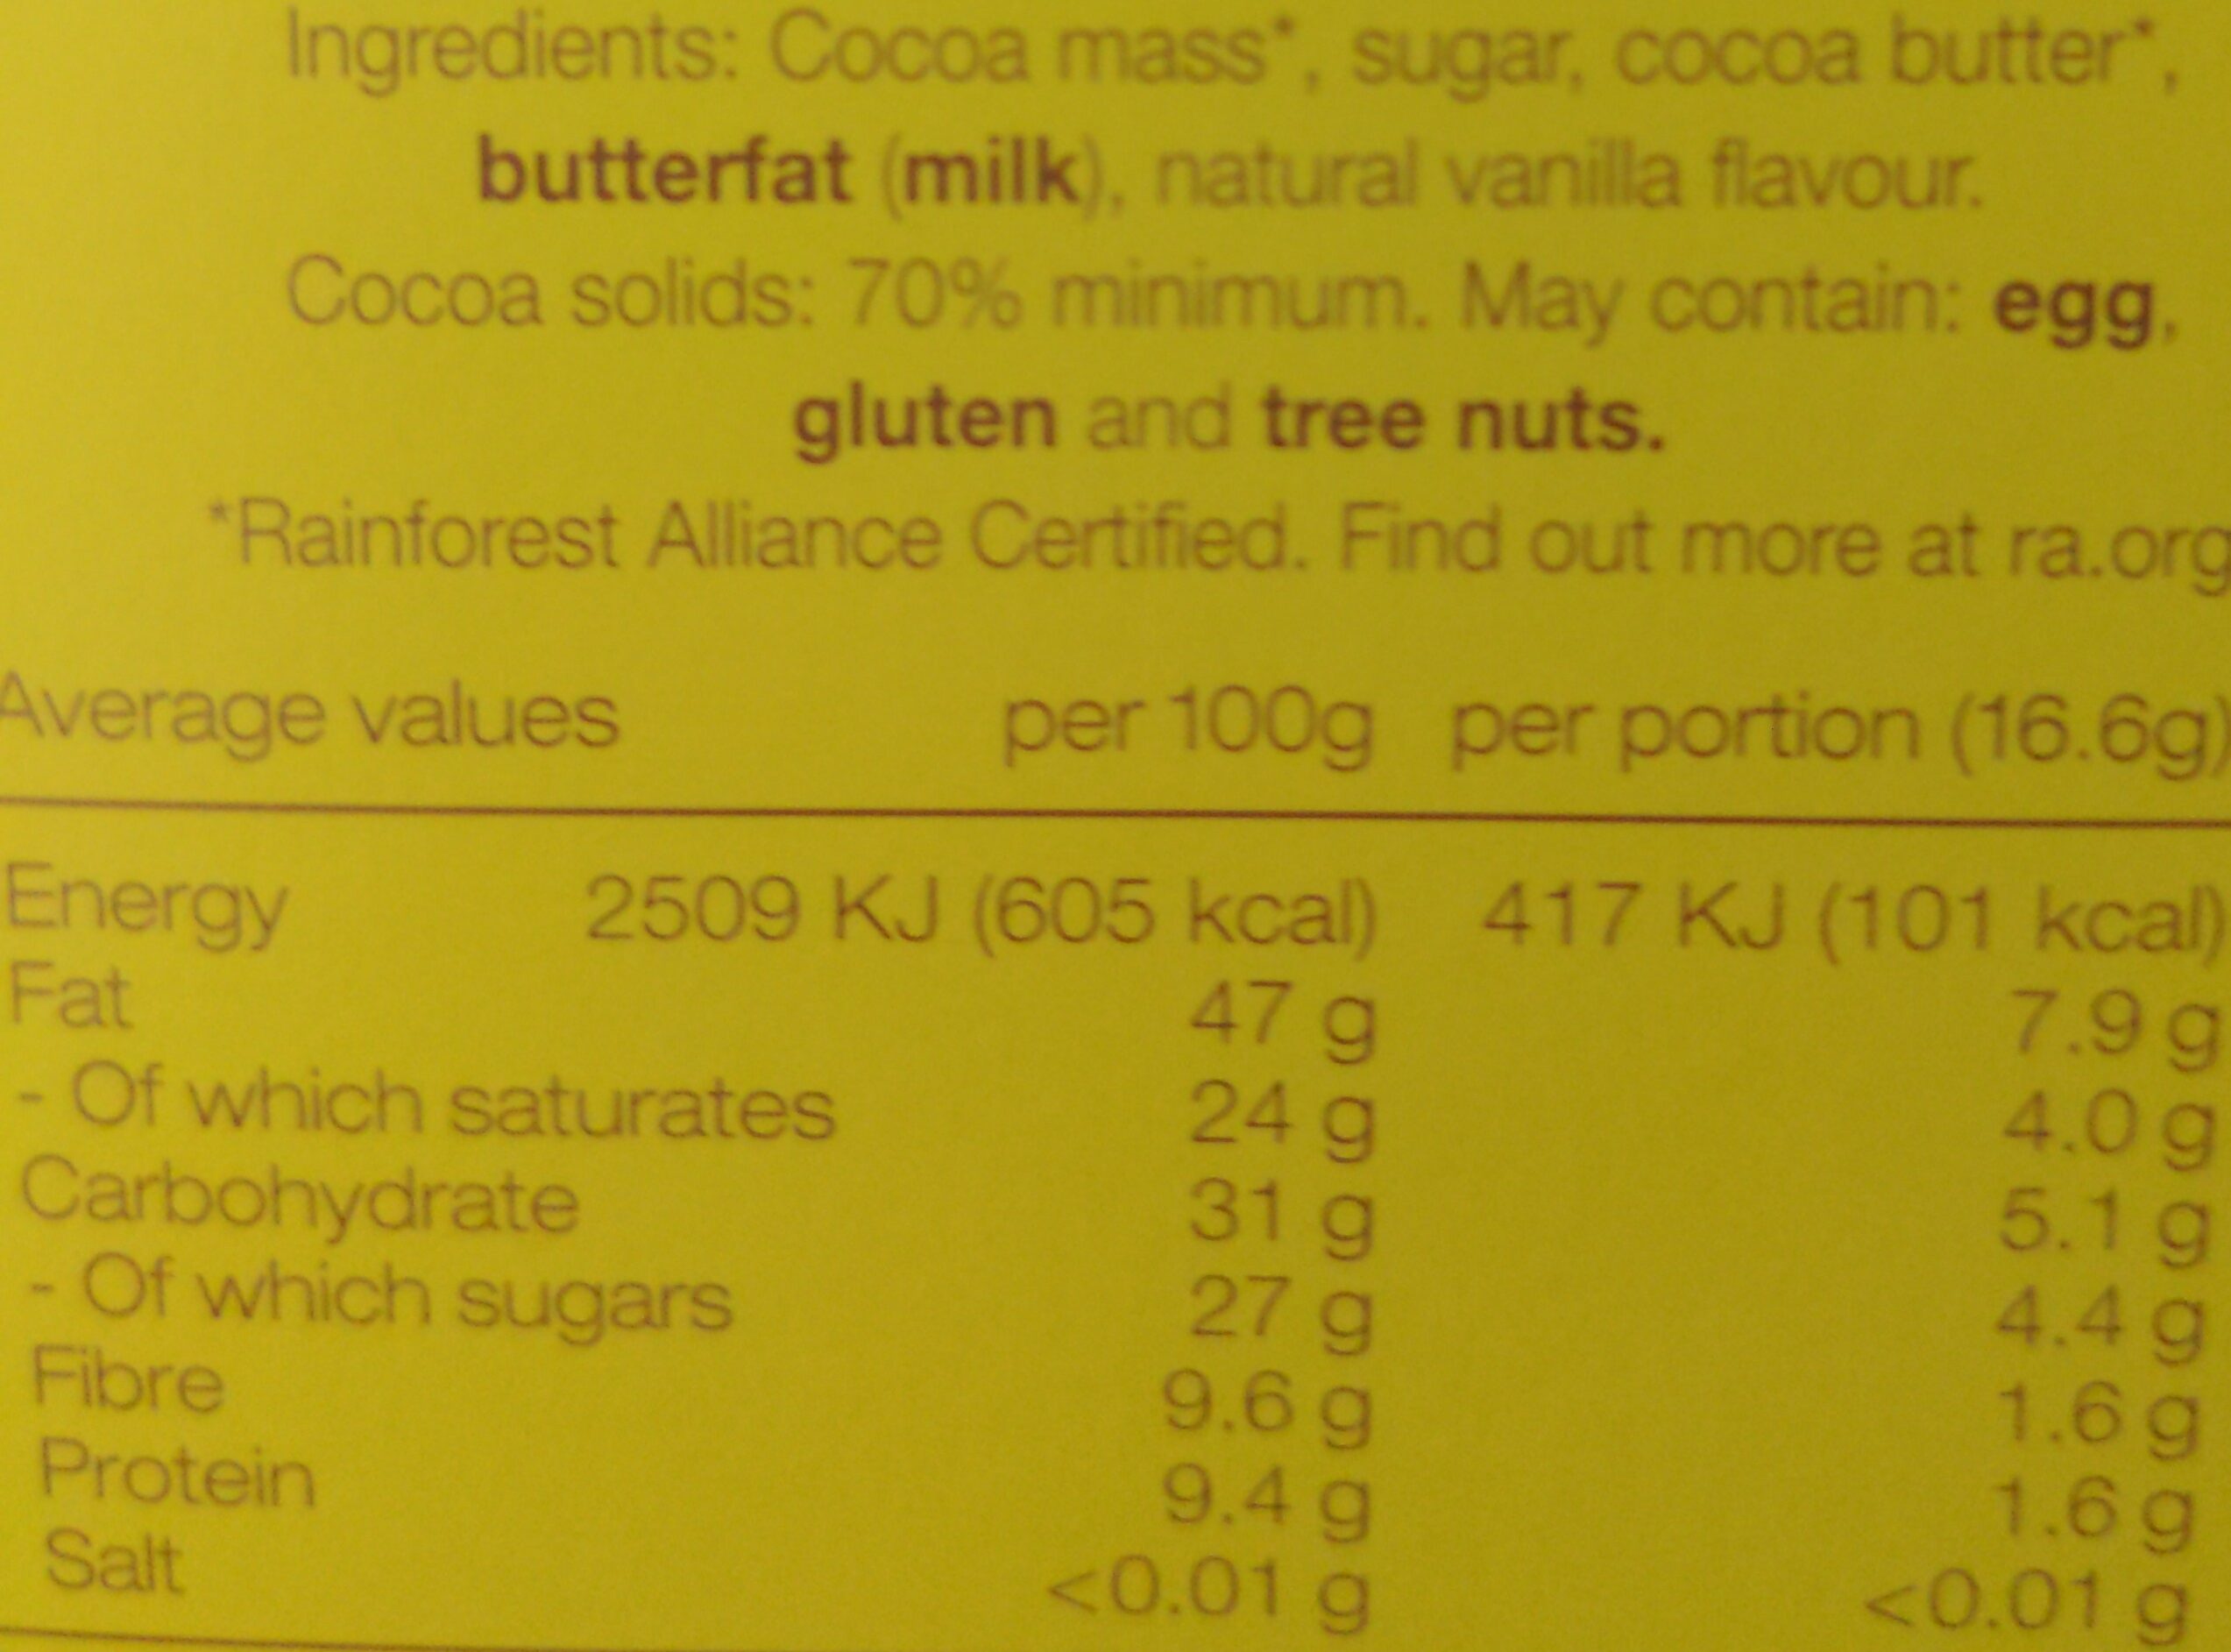 Ingredients: Cocoa mass*, sugar, cocoa butter*,
butterfat (milk), natural vanilla flavour.
Cocoa solids: 70% minimum. May contain: egg,
gluten and tree nuts.
*Rainforest Alliance Certified. Find out more at ra.org
Average values per 100g per portion (16.6g)
Energy 2509 KJ (605 kcal) 417 KJ (101 kcal)
Fat 47 g 7.9 g
- Of which saturates 24 g 4.0 g
Carbohydrate 31 g 5.1 g
- Of which sugars 27 g 4.4 g
Fibre 9.6 g 1.6 g
Protein 9.4 g 1.6 g
Salt <0.01 g <0.01 g